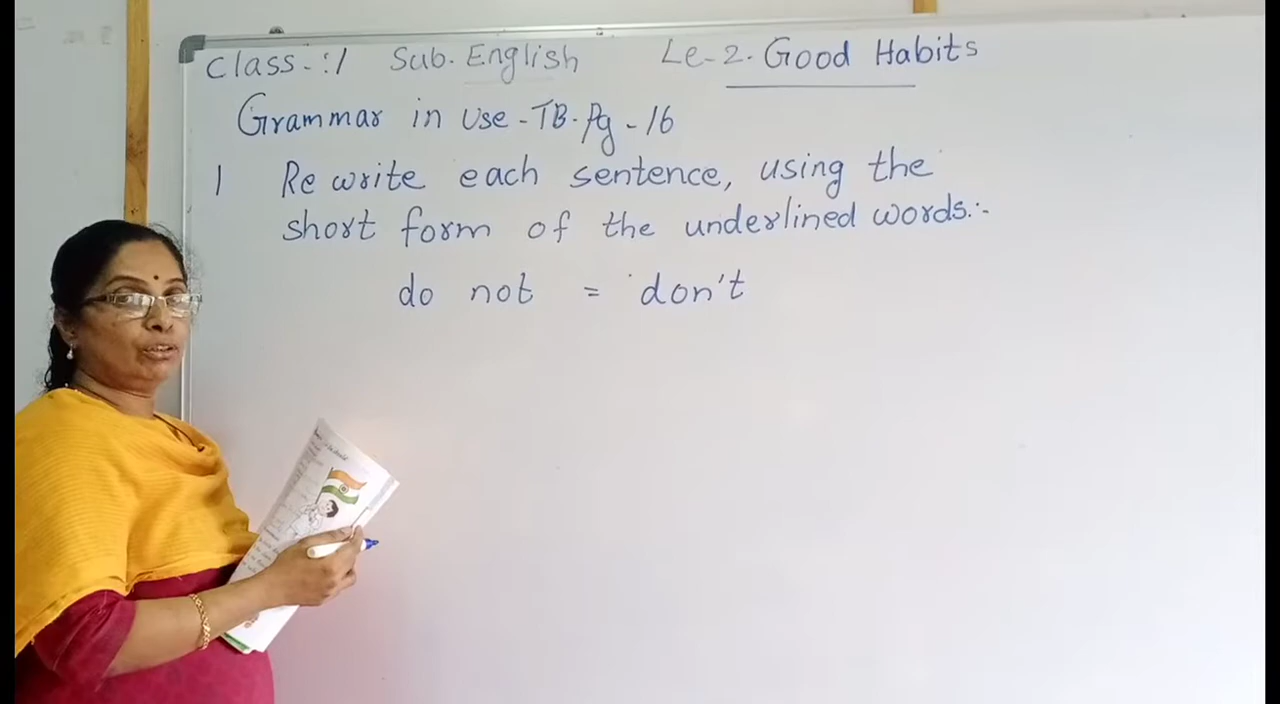 Class-:1 Sub. English Le-2. Good Habits
Grammar in use-TB.Pg-16
1 Re write each sentence, using the
short form of the underlined words:-
do not = don't